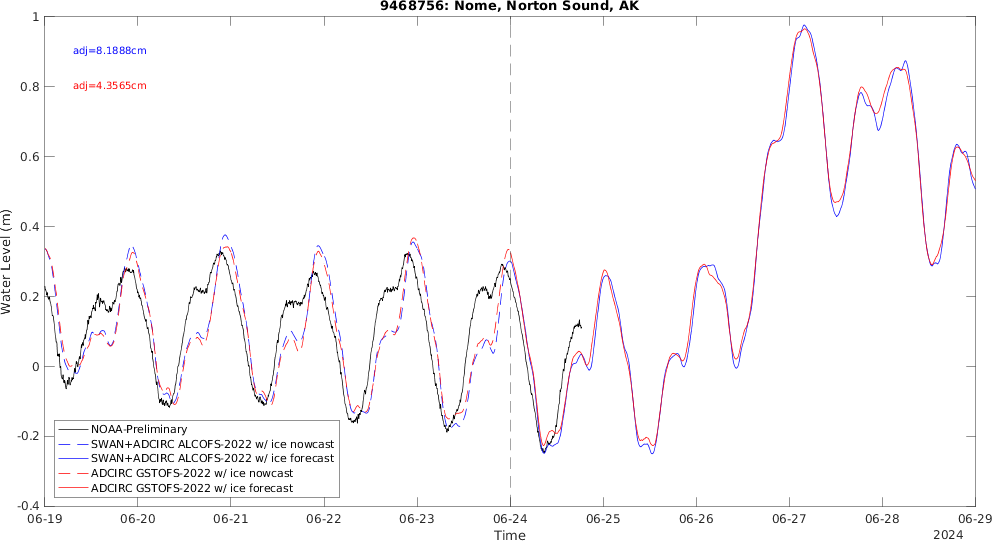 9468756: Nome, Norton Sound, AK
adj=8.1888cm
adj=4.3565cm
1
0.8
0.6
0.4
0.2
0
-0.2
-0.4
Water Level (m)
NOAA-Preliminary
SWAN+ADCIRC ALCOFS-2022 w/ ice nowcast
SWAN+ADCIRC ALCOFS-2022 w/ ice forecast
ADCIRC GSTOFS-2022 w/ ice nowcast
ADCIRC GSTOFS-2022 w/ ice forecast
06-19 06-20 06-21 06-22 06-23 06-24 06-25 06-26 06-27 06-28 06-29
Time
2024